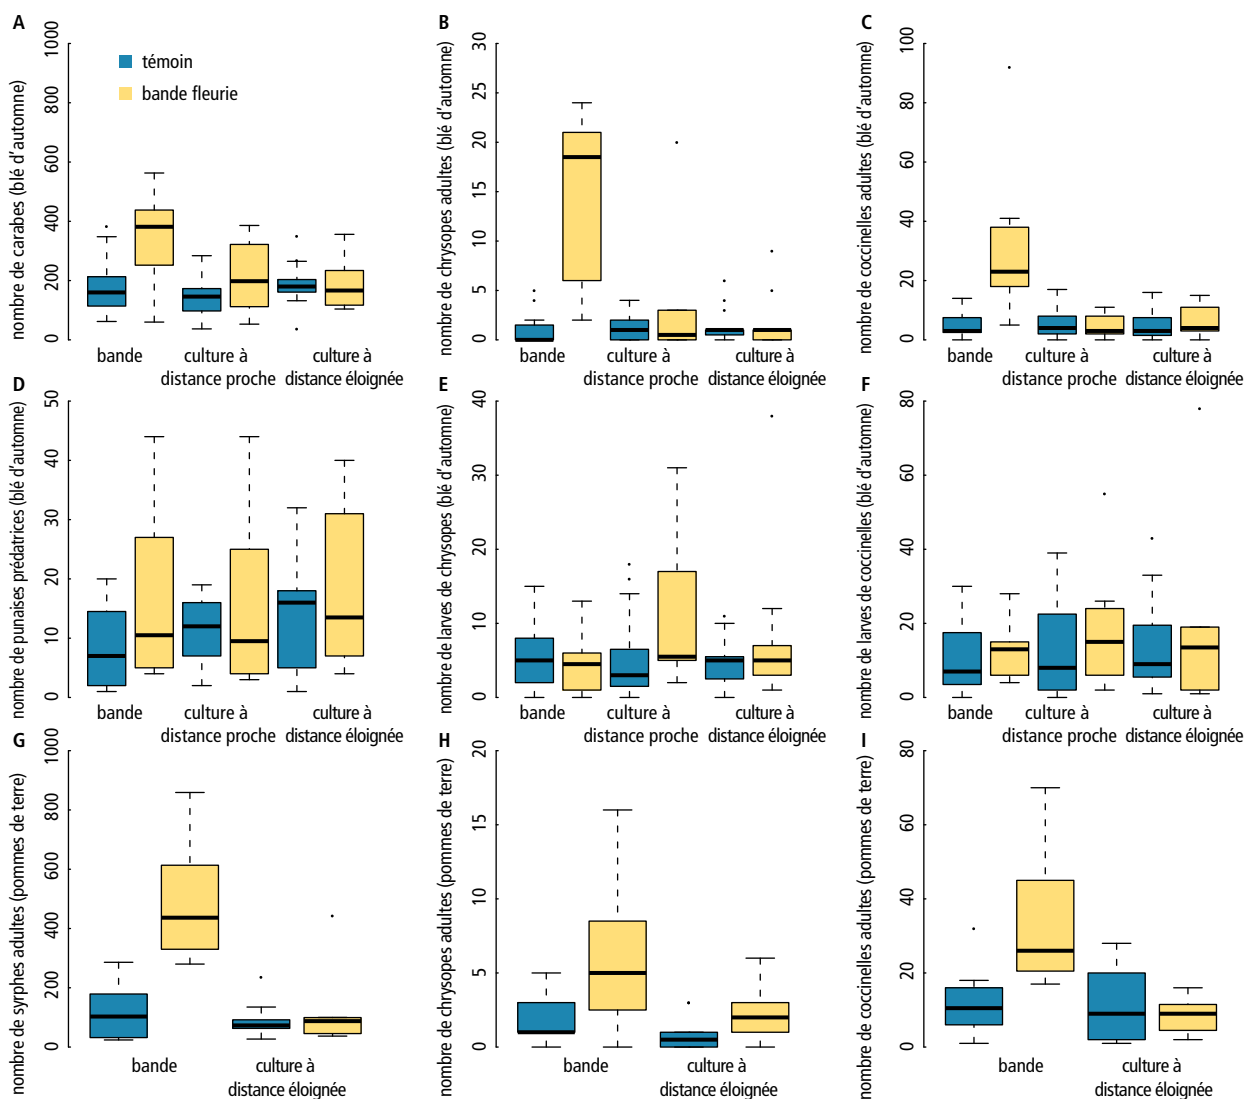 A
nombre de carabes (blé d'automne)
1000
800
600
400
200
0
témoin
bande fleurie
bande
culture à
distance proche
culture à
distance éloignée
B
nombre de chrysopes adultes (blé d'automne)
30
25
20
15
10
5
0
bande
culture à
distance proche
culture à
distance éloignée
C
nombre de coccinelles adultes (blé d'automne)
100
80
60
40
20
0
bande
culture à
distance proche
culture à
distance éloignée
D
nombre de punaises prédatrices (blé d'automne)
50
40
30
20
10
0
bande
culture à
distance proche
culture à
distance éloignée
E
nombre de larves de chrysopes (blé d'automne)
40
30
20
10
0
bande
culture à
distance proche
culture à
distance éloignée
F
nombre de larves de coccinelles (blé d'automne)
80
60
40
20
0
bande
culture à
distance proche
culture à
distance éloignée
G
nombre de syrphes adultes (pommes de terre)
1000
800
600
400
200
0
bande
culture à
distance éloignée
H
nombre de chrysopes adultes (pommes de terre)
20
15
10
5
0
bande
culture à
distance éloignée
I
nombre de coccinelles adultes (pommes de terre)
80
60
40
20
0
bande
culture à
distance éloignée